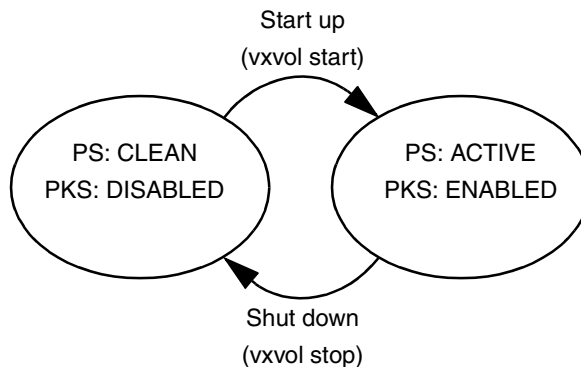 Start up
(vxvol start)
PS: CLEAN
PKS: DISABLED
PS: ACTIVE
PKS: ENABLED
Shut down
(vxvol stop)